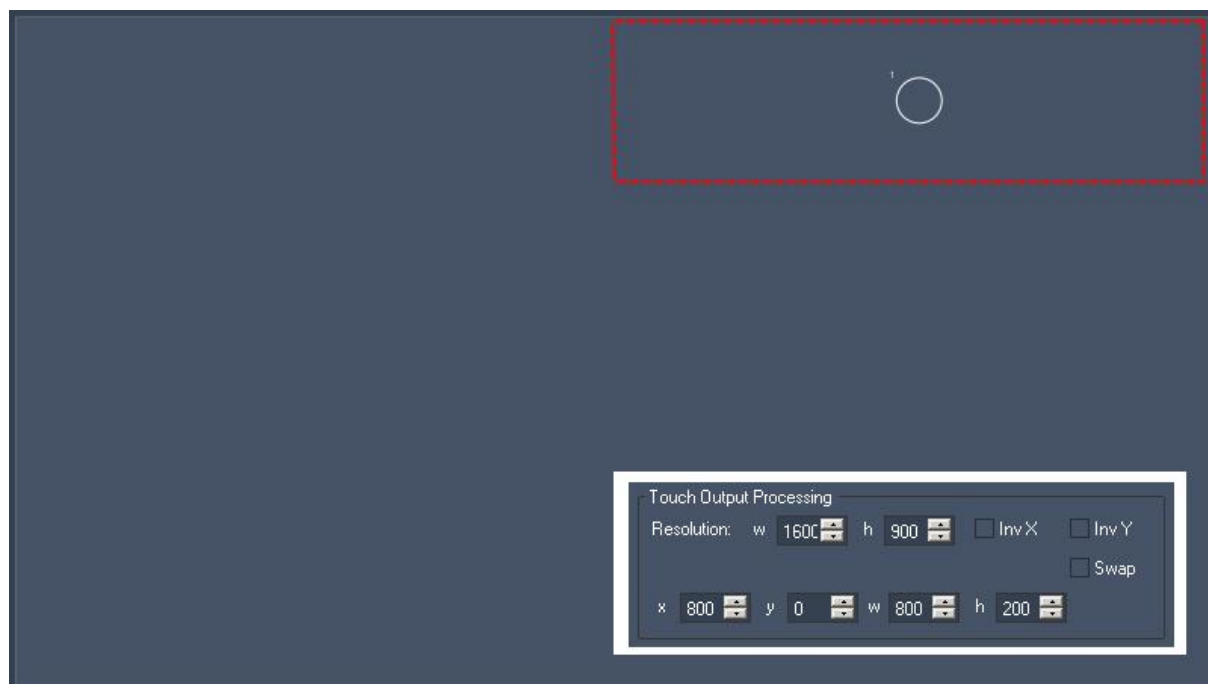 1
Touch Output Processing
Resolution: w 1600 h 900 Inv X Inv Y
Swap
x 800 y 0 w 800 h 200